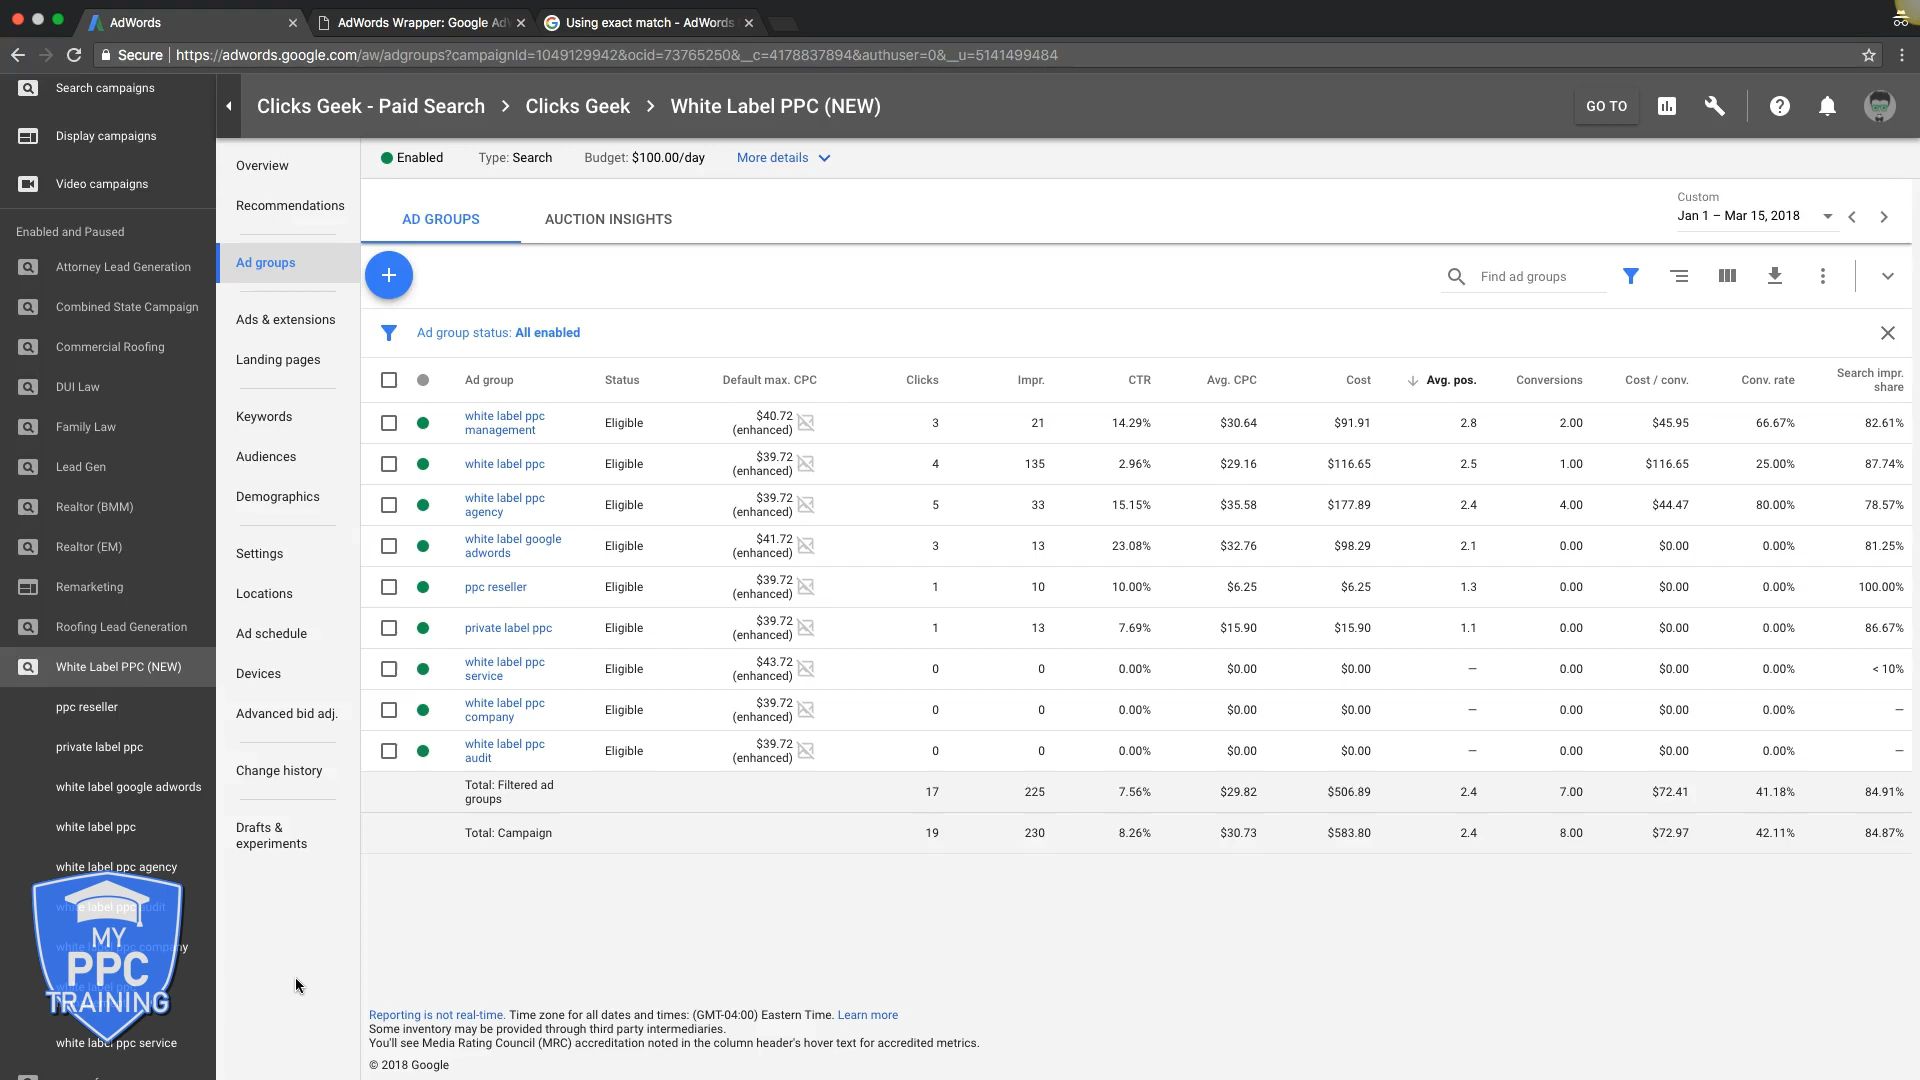 AdWords
AdWords Wrapper: Google Ad
Using exact match - AdWords
Secure
https://adwords.google.com/aw/adgroups?campaignId=1049129942&ocid=73765250&__c=4178837894&authuser=0&__u=5141499484
Clicks Geek - Paid Search > Clicks Geek > White Label PPC (NEW)
GO TO
Search campaigns
Display campaigns
Video campaigns
Enabled and Paused
Attorney Lead Generation
Combined State Campaign
Commercial Roofing
DUI Law
Family Law
Lead Gen
Realtor (BMM)
Realtor (EM)
Remarketing
Roofing Lead Generation
White Label PPC (NEW)
ppc reseller
private label ppc
white label google adwords
white label ppc
white label ppc agency
white label ppc audit
white label ppc company
MY
PPC
TRAINING
white label ppc service
Overview
Recommendations
Ad groups
Ads & extensions
Landing pages
Keywords
Audiences
Demographics
Settings
Locations
Ad schedule
Devices
Advanced bid adj.
Change history
Drafts &
experiments
Enabled Type: Search Budget: $100.00/day More details
AD GROUPS AUCTION INSIGHTS
Custom
Jan 1 – Mar 15, 2018
Find ad groups
Ad group status: All enabled
Ad group Status Default max. CPC Clicks Impr. CTR Avg. CPC Cost Avg. pos. Conversions Cost / conv. Conv. rate Search impr.
share
white label ppc
management Eligible $40.72
(enhanced) 3 21 14.29% $30.64 $91.91 2.8 2.00 $45.95 66.67% 82.61%
white label ppc Eligible $39.72
(enhanced) 4 135 2.96% $29.16 $116.65 2.5 1.00 $116.65 25.00% 87.74%
white label ppc
agency Eligible $39.72
(enhanced) 5 33 15.15% $35.58 $177.89 2.4 4.00 $44.47 80.00% 78.57%
white label google
adwords Eligible $41.72
(enhanced) 3 13 23.08% $32.76 $98.29 2.1 0.00 $0.00 0.00% 81.25%
ppc reseller Eligible $39.72
(enhanced) 1 10 10.00% $6.25 $6.25 1.3 0.00 $0.00 0.00% 100.00%
private label ppc Eligible $39.72
(enhanced) 1 13 7.69% $15.90 $15.90 1.1 0.00 $0.00 0.00% 86.67%
white label ppc
service Eligible $43.72
(enhanced) 0 0 0.00% $0.00 $0.00 — 0.00 $0.00 0.00% < 10%
white label ppc
company Eligible $39.72
(enhanced) 0 0 0.00% $0.00 $0.00 — 0.00 $0.00 0.00% —
white label ppc
audit Eligible $39.72
(enhanced) 0 0 0.00% $0.00 $0.00 — 0.00 $0.00 0.00% —
Total: Filtered ad
groups 17 225 7.56% $29.82 $506.89 2.4 7.00 $72.41 41.18% 84.91%
Total: Campaign 19 230 8.26% $30.73 $583.80 2.4 8.00 $72.97 42.11% 84.87%
Reporting is not real-time. Time zone for all dates and times: (GMT-04:00) Eastern Time. Learn more
Some inventory may be provided through third party intermediaries.
You'll see Media Rating Council (MRC) accreditation noted in the column header's hover text for accredited metrics.
© 2018 Google